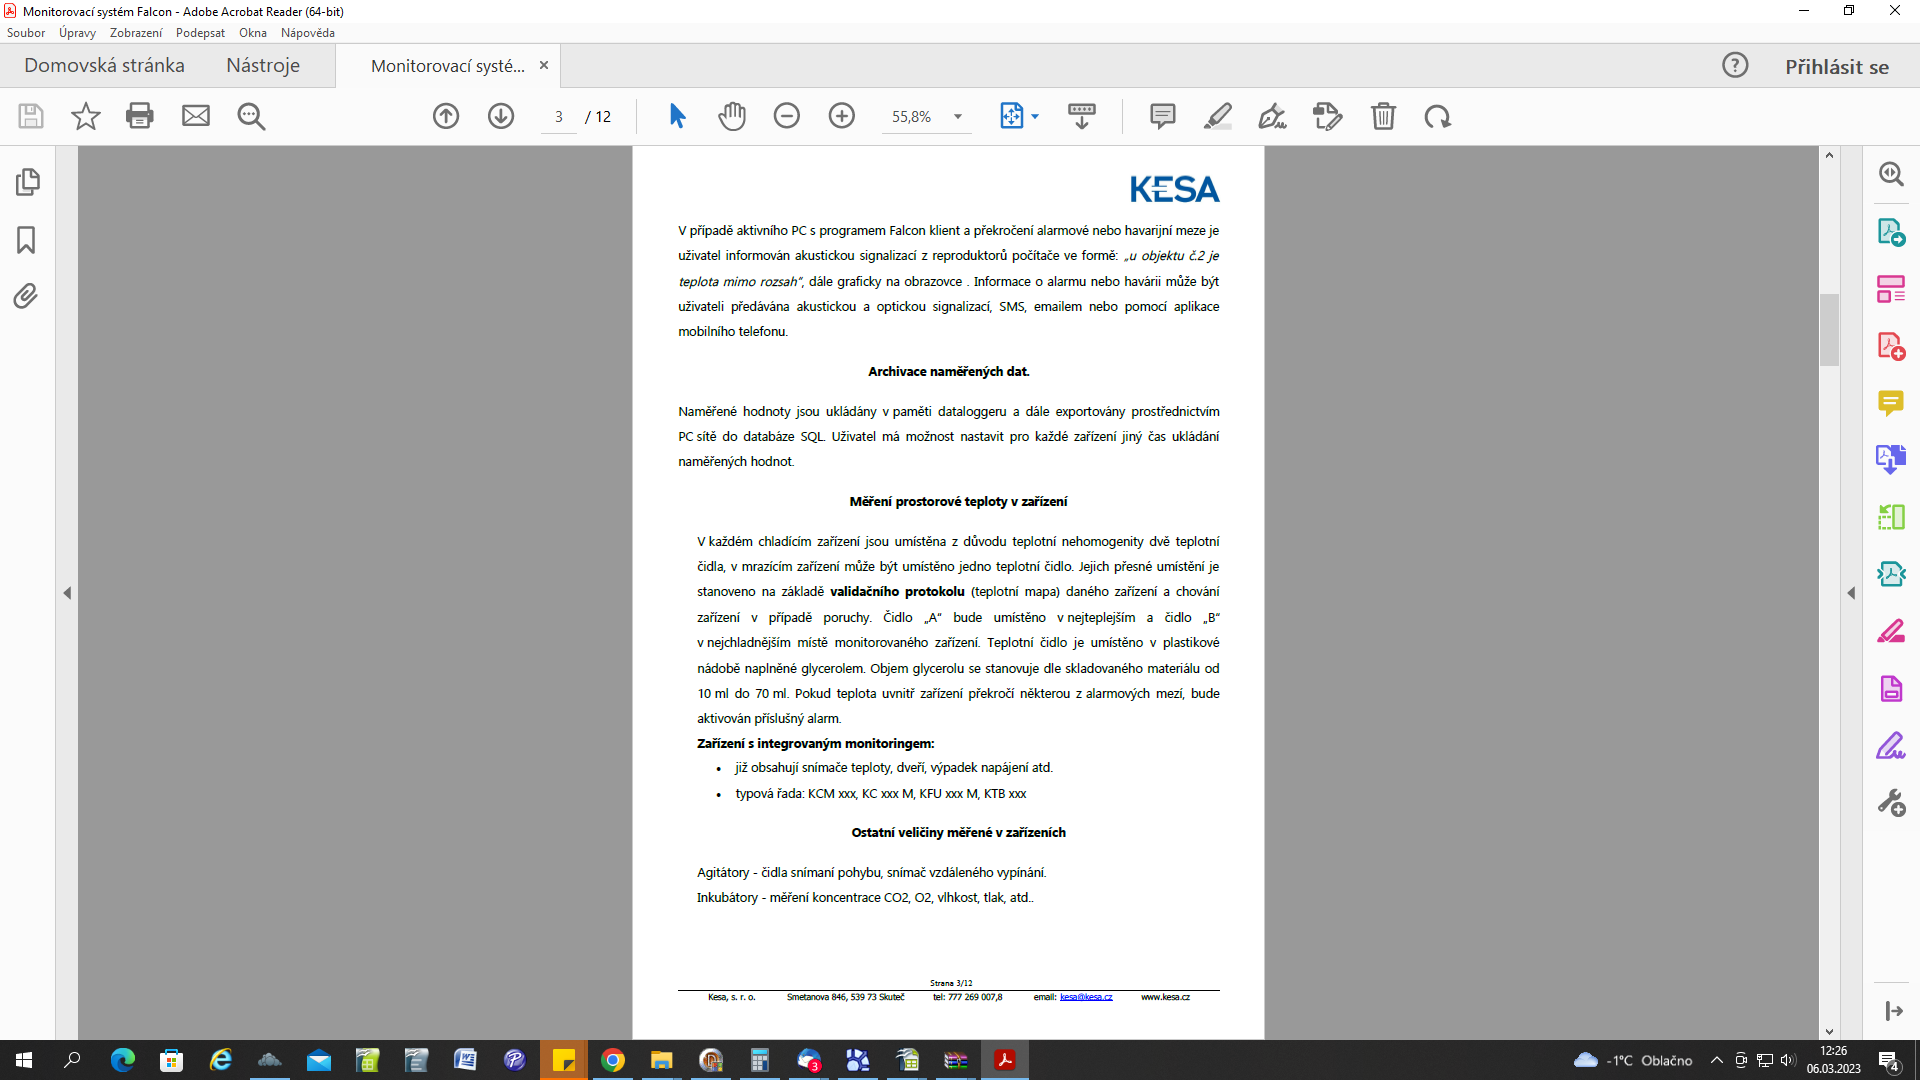 Monitorovací systém Falcon - Adobe Acrobat Reader (64-bit)
Soubor Úpravy Zobrazení Podepsat Okna Nápověda
Domovská stránka Nástroje Monitorovací systé... Přihlásit se
3 / 12 55,8%
KESA
V případě aktivního PC s programem Falcon klient a překročení alarmové nebo havarijní meze je
uživatel informován akustickou signalizací z reproduktorů počítače ve formě: „u objektu č.2 je
teplota mimo rozsah“, dále graficky na obrazovce . Informace o alarmu nebo havárii může být
uživateli předávána akustickou a optickou signalizací, SMS, emailem nebo pomocí aplikace
mobilního telefonu.
Archivace naměřených dat.
Naměřené hodnoty jsou ukládány v paměti dataloggeru a dále exportovány prostřednictvím
PC sítě do databáze SQL. Uživatel má možnost nastavit pro každé zařízení jiný čas ukládání
naměřených hodnot.
Měření prostorové teploty v zařízení
V každém chladícím zařízení jsou umístěna z důvodu teplotní nehomogenity dvě teplotní
čidla, v mrazícím zařízení může být umístěno jedno teplotní čidlo. Jejich přesné umístění je
stanoveno na základě validačního protokolu (teplotní mapa) daného zařízení a chování
zařízení v případě poruchy. Čidlo „A“ bude umístěno v nejteplejším a čidlo „B“
v nejchladnějším místě monitorovaného zařízení. Teplotní čidlo je umístěno v plastikové
nádobě naplněné glycerolem. Objem glycerolu se stanovuje dle skladovaného materiálu od
10 ml do 70 ml. Pokud teplota uvnitř zařízení překročí některou z alarmových mezí, bude
aktivován příslušný alarm.
Zařízení s integrovaným monitoringem:
• již obsahují snímače teploty, dveří, výpadek napájení atd.
• typová řada: KCM xxx, KC xxx M, KFU xxx M, KTB xxx
Ostatní veličiny měřené v zařízeních
Agitátory - čidla snímaní pohybu, snímač vzdáleného vypínání.
Inkubátory - měření koncentrace CO2, O2, vlhkost, tlak, atd..
Strana 3/12
Kesa, s. r. o. Smetanova 846, 539 73 Skuteč tel: 777 269 007,8 email: kesa@kesa.cz www.kesa.cz
3 -1°C Oblačno 12:26
06.03.2023 4